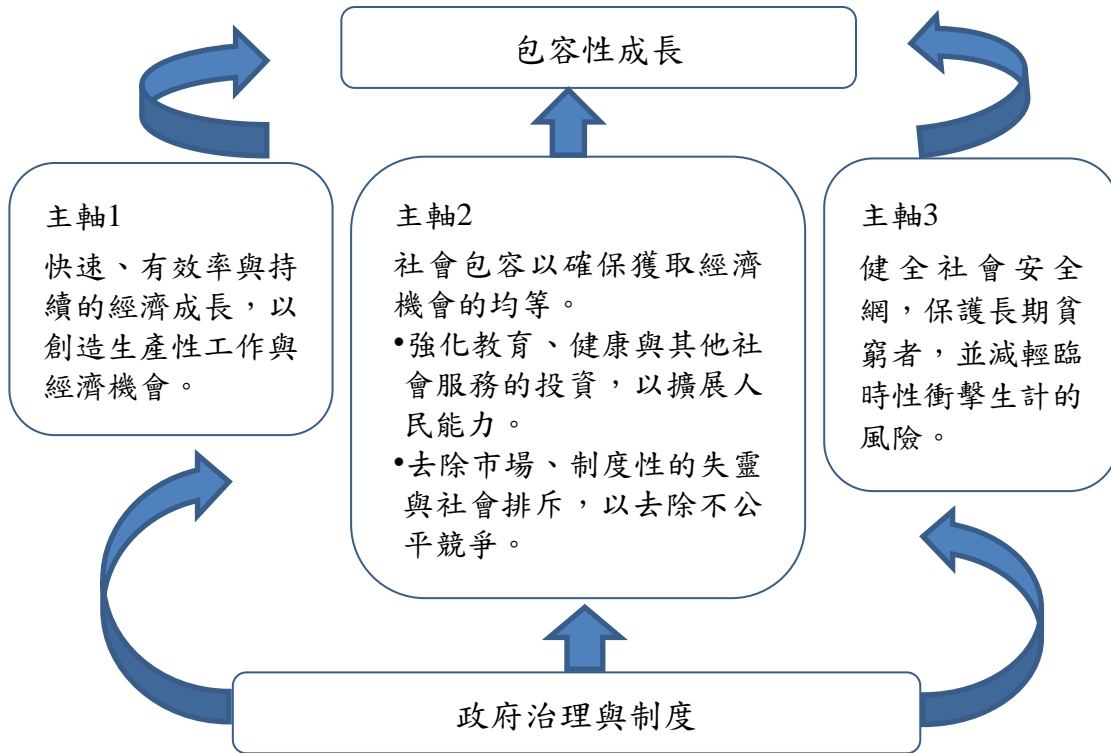 包容性成長
主軸1
快速、有效率與持
續的經濟成長，以
創造生產性工作與
經濟機會。
主軸2
社會包容以確保獲取經濟
機會的均等。
•強化教育、健康與其他社
會服務的投資，以擴展人
民能力。
•去除市場、制度性的失靈
與社會排斥，以去除不公
平競爭。
主軸3
健全社會安全
網，保護長期貧
窮者，並減輕臨
時性衝擊生計的
風險。
政府治理與制度